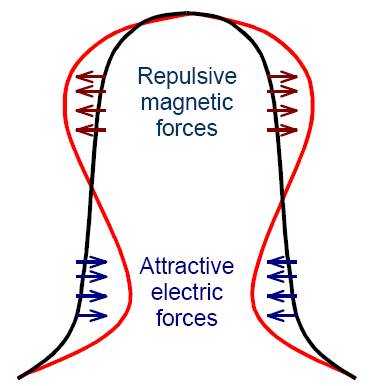 Repulsive
magnetic
forces
Attractive
electric
forces